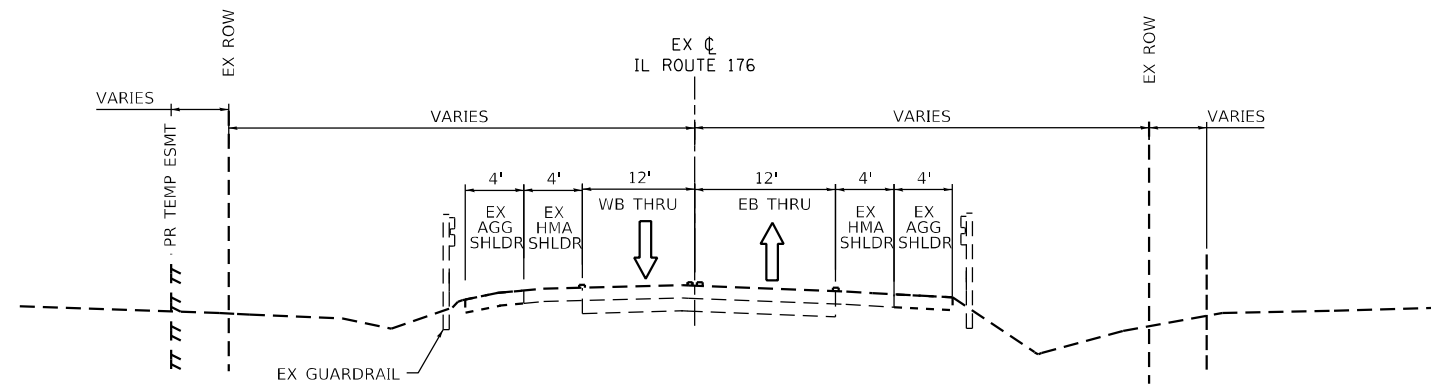 EX ROW
EX ℄
IL ROUTE 176
EX ROW
VARIES
VARIES
VARIES
VARIES
PR TEMP ESMT
4'
4'
12'
12'
4'
4'
EX
AGG
SHLDR
EX
HMA
SHLDR
WB THRU
EB THRU
EX
HMA
SHLDR
EX
AGG
SHLDR
EX GUARDRAIL